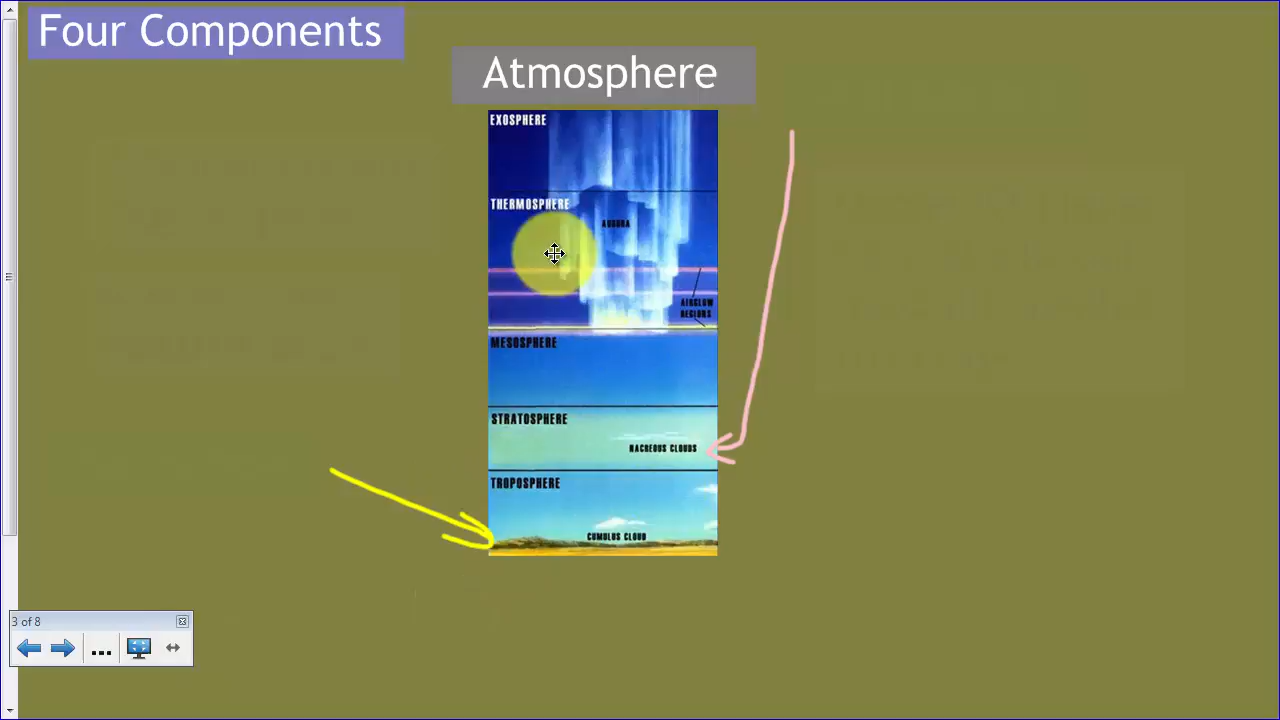 Four Components
Atmosphere
EXOSPHERE
THERMOSPHERE
AURORA
AIRGLOW
REGIONS
MESOSPHERE
STRATOSPHERE
NACREOUS CLOUDS
TROPOSPHERE
CUMULUS CLOUD
3 of 8
...